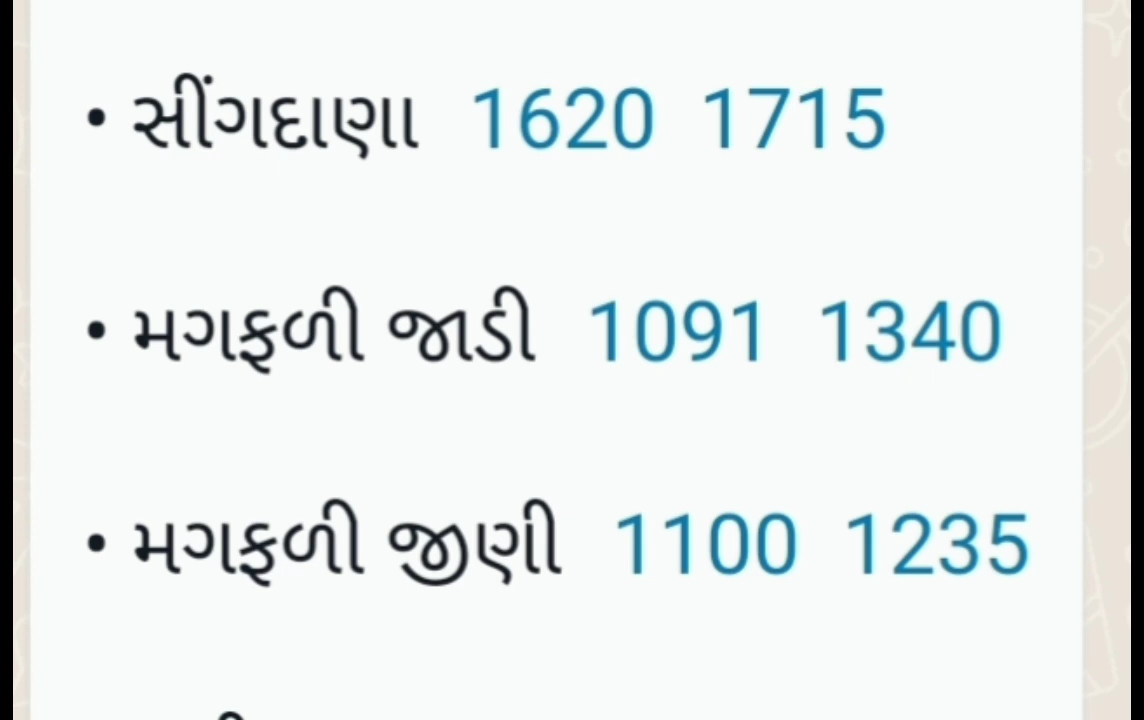 • સીંગદાણા 1620 1715
• મગફળી જાડી 1091 1340
• મગફળી જીણી 1100 1235